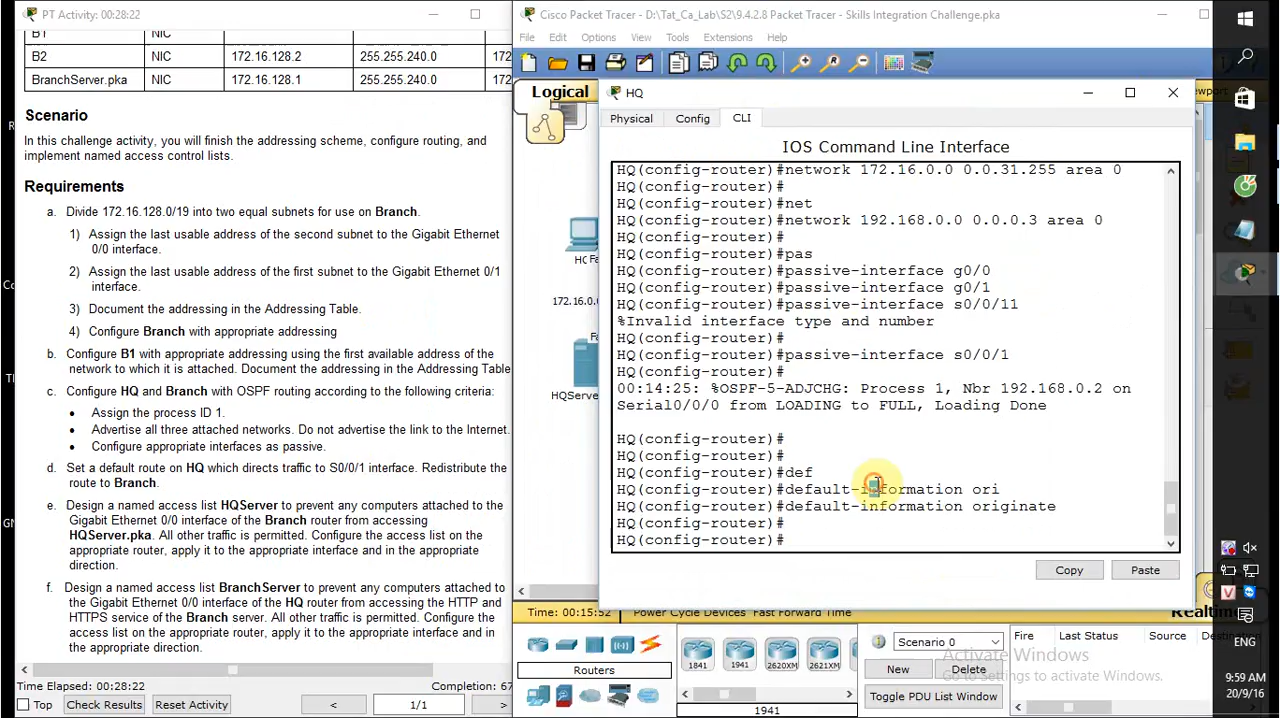 PT Activity: 00:28:22
B1 NIC
B2 NIC 172.16.128.2 255.255.240.0 172
BranchServer.pka NIC 172.16.128.1 255.255.240.0 172
Scenario
In this challenge activity, you will finish the addressing scheme, configure routing, and
implement named access control lists.
Requirements
a. Divide 172.16.128.0/19 into two equal subnets for use on Branch.
1) Assign the last usable address of the second subnet to the Gigabit Ethernet
0/0 interface.
2) Assign the last usable address of the first subnet to the Gigabit Ethernet 0/1
interface.
3) Document the addressing in the Addressing Table.
4) Configure Branch with appropriate addressing
b. Configure B1 with appropriate addressing using the first available address of the
network to which it is attached. Document the addressing in the Addressing Table
c. Configure HQ and Branch with OSPF routing according to the following criteria:
• Assign the process ID 1.
• Advertise all three attached networks. Do not advertise the link to the Internet.
• Configure appropriate interfaces as passive.
d. Set a default route on HQ which directs traffic to S0/0/1 interface. Redistribute the
route to Branch.
e. Design a named access list HQServer to prevent any computers attached to the
Gigabit Ethernet 0/0 interface of the Branch router from accessing
HQServer.pka. All other traffic is permitted. Configure the access list on the
appropriate router, apply it to the appropriate interface and in the appropriate
direction.
f. Design a named access list BranchServer to prevent any computers attached to
the Gigabit Ethernet 0/0 interface of the HQ router from accessing the HTTP and
HTTPS service of the Branch server. All other traffic is permitted. Configure the
access list on the appropriate router, apply it to the appropriate interface and in
the appropriate direction.
Time Elapsed: 00:28:22 Completion: 67
Top Check Results Reset Activity < 1/1 >
Cisco Packet Tracer - D:\Tat_Ca_Lab\S2\9.4.2.8 Packet Tracer - Skills Integration Challenge.pka
File Edit Options View Tools Extensions Help
Logical
HQ
Physical Config CLI
IOS Command Line Interface
HQ(config-router)#network 172.16.0.0 0.0.31.255 area 0
HQ(config-router)#
HQ(config-router)#net
HQ(config-router)#network 192.168.0.0 0.0.0.3 area 0
HQ(config-router)#
HQ(config-router)#pas
HQ(config-router)#passive-interface g0/0
HQ(config-router)#passive-interface g0/1
HQ(config-router)#passive-interface s0/0/11
%Invalid interface type and number
HQ(config-router)#
HQ(config-router)#passive-interface s0/0/1
HQ(config-router)#
00:14:25: %OSPF-5-ADJCHG: Process 1, Nbr 192.168.0.2 on
Serial0/0/0 from LOADING to FULL, Loading Done
HQ(config-router)#
HQ(config-router)#
HQ(config-router)#def
HQ(config-router)#default-information ori
HQ(config-router)#default-information originate
HQ(config-router)#
HQ(config-router)#
Copy Paste
Fa
172.16.0.
Fa
HQServer
Time: 00:15:52 Power Cycle Devices Fast Forward Time
Realtime
Routers
1841 1941 2620XM 2621XM
1941
Scenario 0
New Delete
Toggle PDU List Window
Fire Last Status Source Destination
Activate Windows
Go to Settings to activate Windows.
ENG
9:59 AM
20/9/16